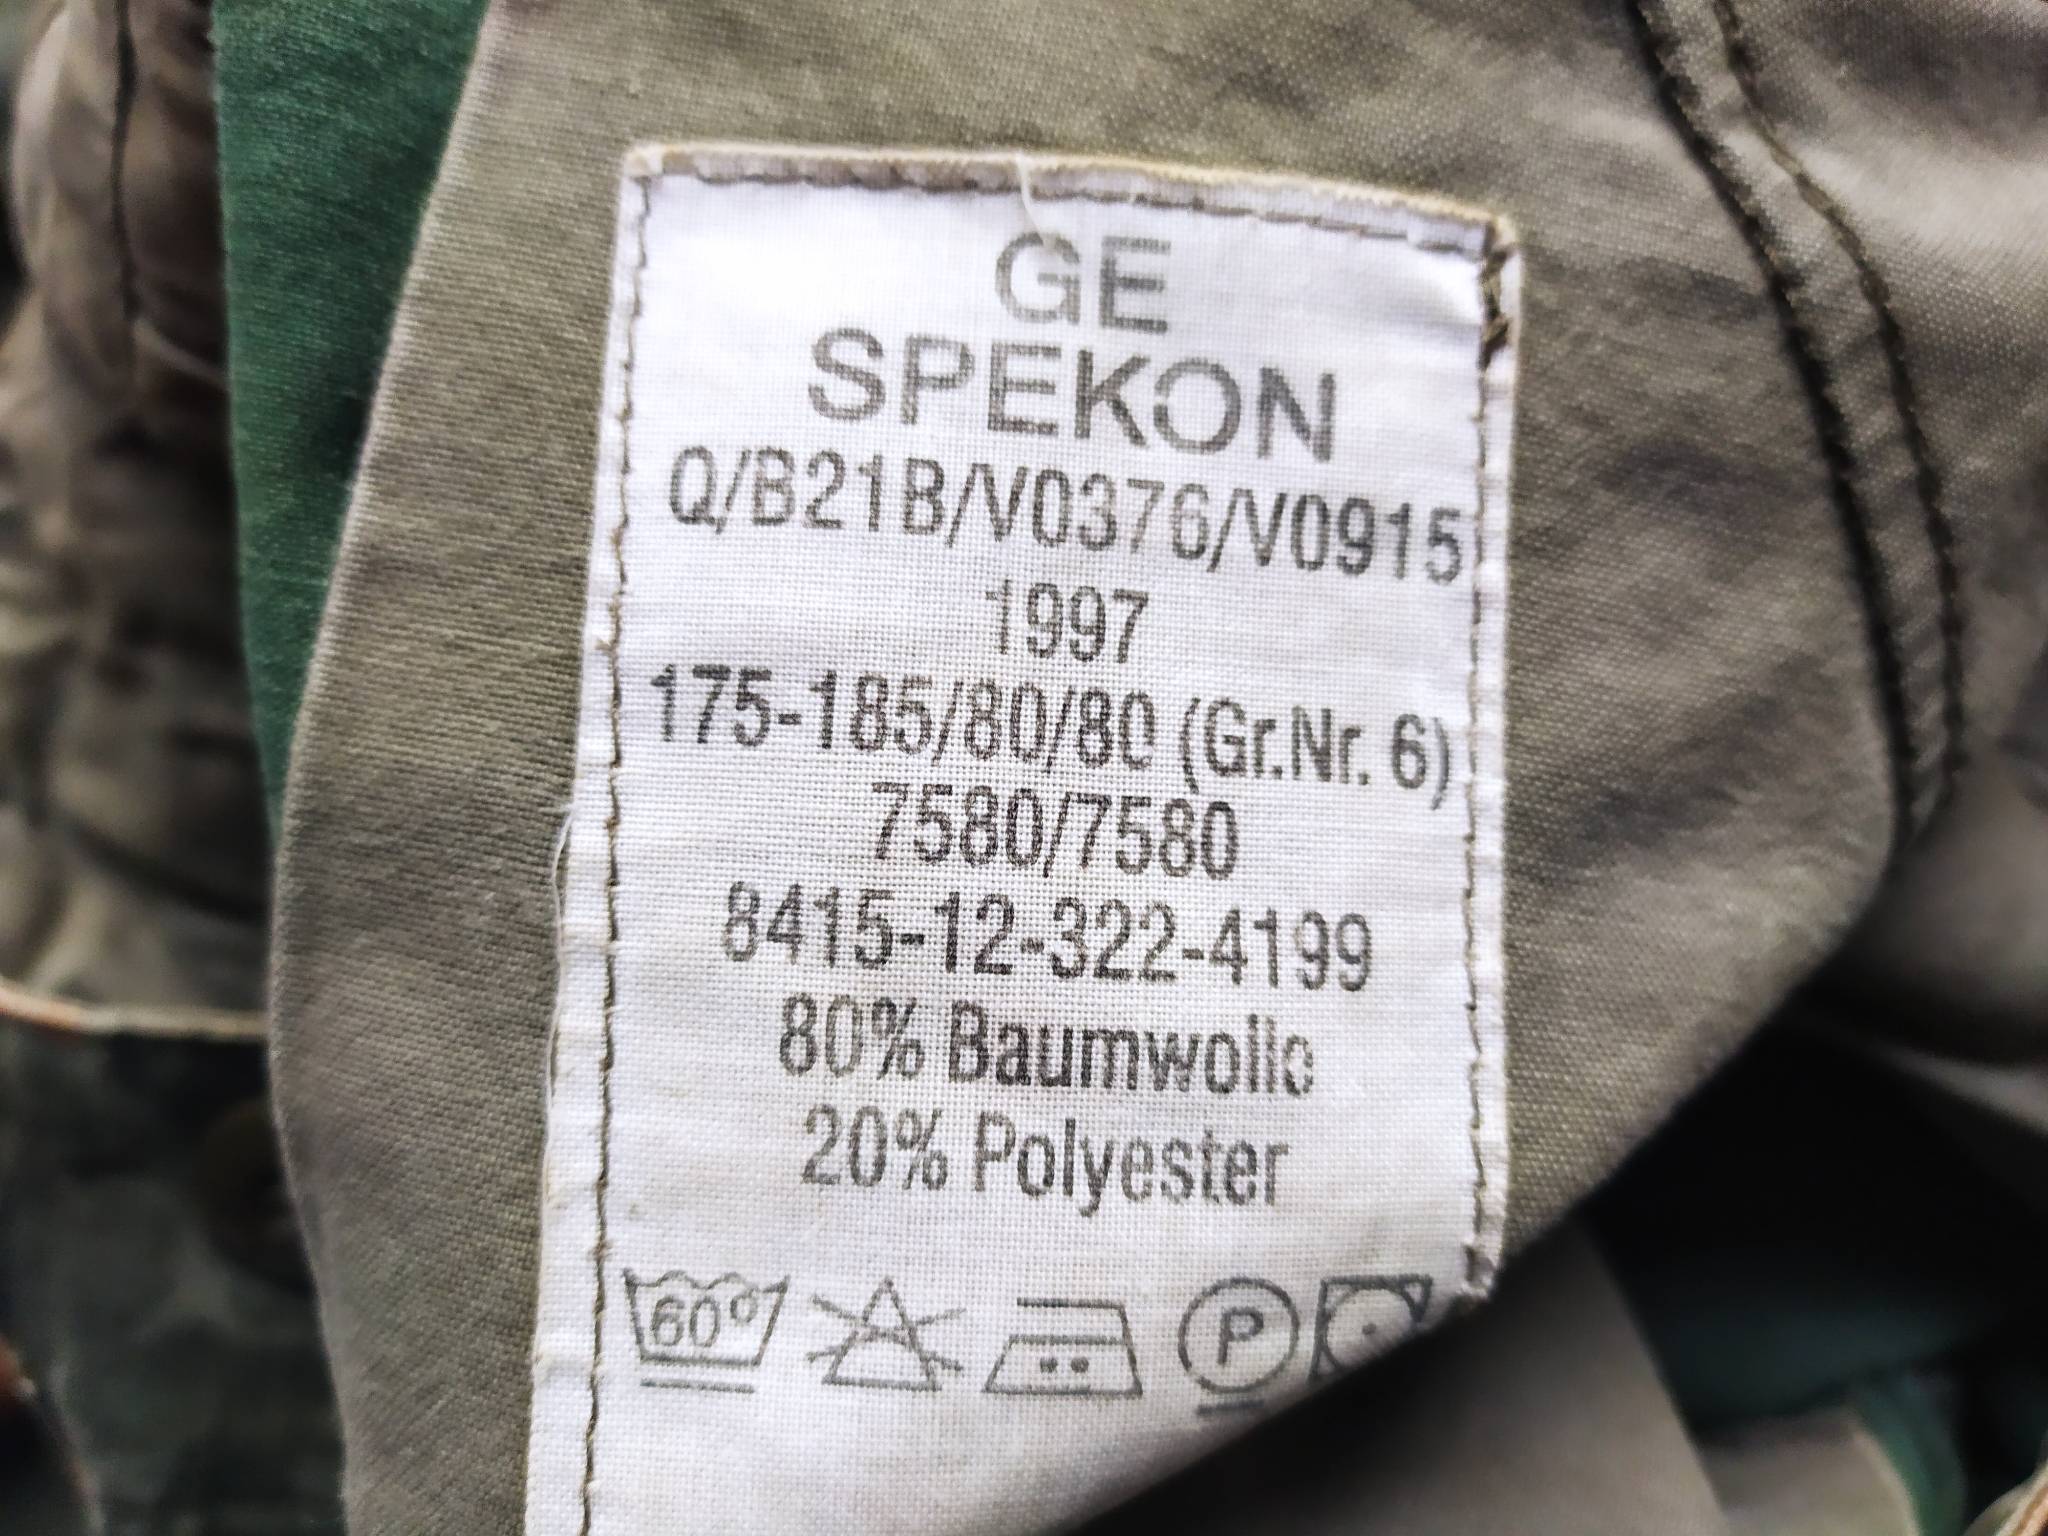 GE
SPEKON
Q/B21B/V0376/V0915
1997
175-185/80/80 (Gr.Nr. 6)
7580/7580
8415-12-322-4199
80% Baumwolle
20% Polyester
60° P